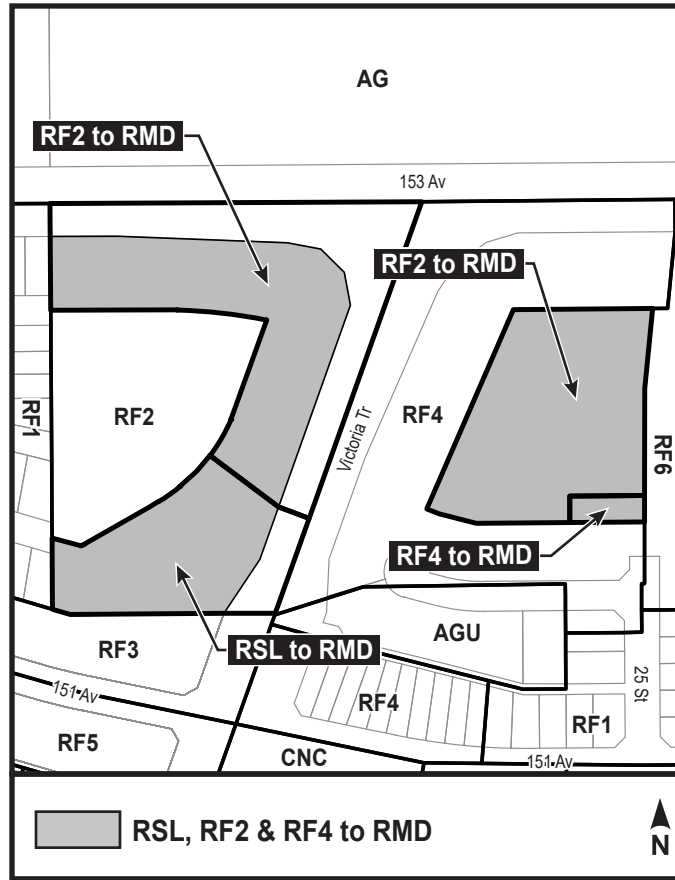 AG
RF2 to RMD
153 Av
RF2 to RMD
RF1
RF2
Victoria Tr
RF4
RF6
RF4 to RMD
RF3
RSL to RMD
AGU
25 St
151 Av
RF4
RF1
RF5
CNC
151 Av
RSL, RF2 & RF4 to RMD
N